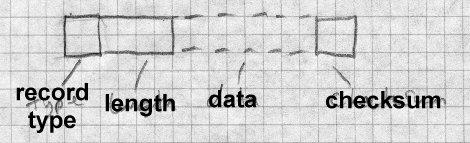 record type
length
data
checksum